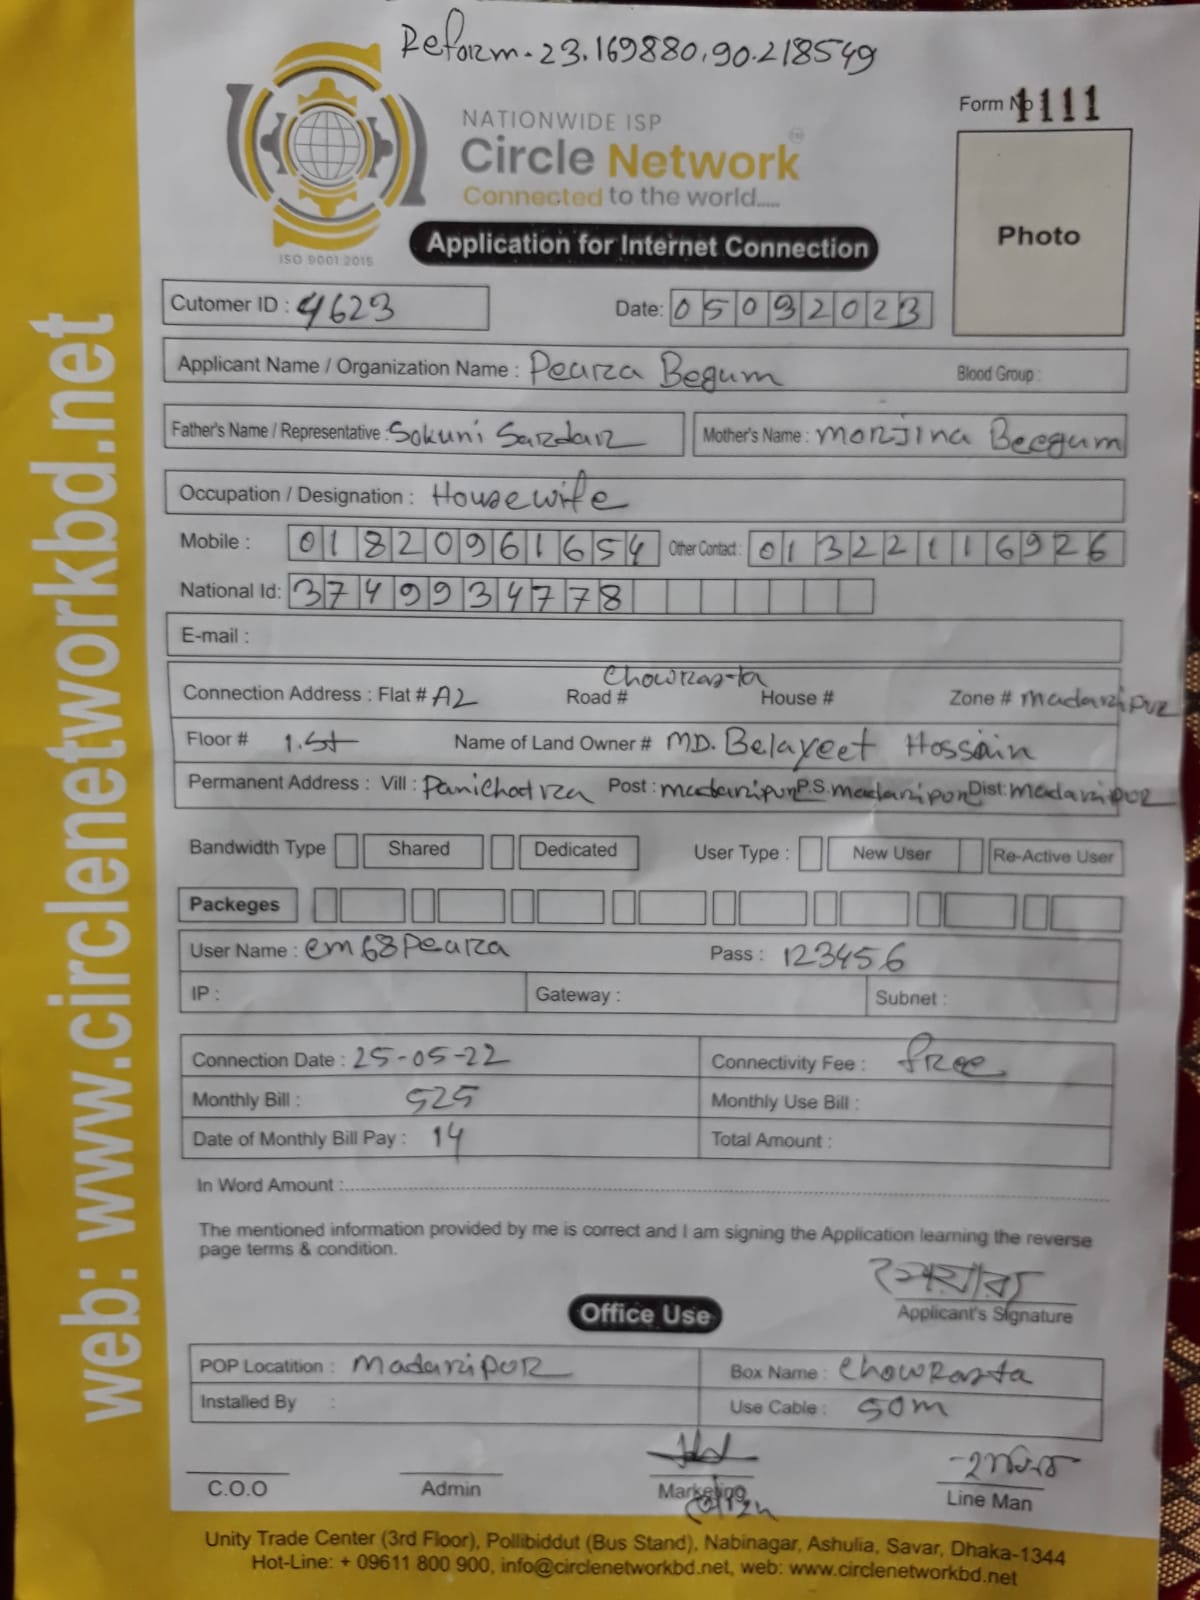 Reform-23.169880,90.218549
NATIONWIDE ISP
Circle Network
Connected to the world.....
ISO 9001:2015
Form No 1111
Photo
Application for Internet Connection
Cutomer ID : 4623
Date: 05092023
Applicant Name / Organization Name : Pearza Begum
Blood Group :
Father's Name / Representative : Sokuni Sardar
Mother's Name : Monjina Beegum
Occupation / Designation : Housewife
Mobile : 01820961654
Other Contact : 01322116926
National Id: 3749934778
E-mail :
Connection Address : Flat # A2 Road # Chowrasta House # Zone # madaripur
Floor # 1.St Name of Land Owner # MD. Belayeet Hossain
Permanent Address : Vill : Panichatra Post : madaripur P.S. madaripur Dist: madaripur
Bandwidth Type Shared Dedicated User Type : New User Re-Active User
Packeges
User Name : em68Peara Pass : 123456
IP : Gateway : Subnet :
Connection Date : 25-05-22 Connectivity Fee : free
Monthly Bill : 525 Monthly Use Bill :
Date of Monthly Bill Pay : 14 Total Amount :
In Word Amount :
The mentioned information provided by me is correct and I am signing the Application learning the reverse
page terms & condition.
পেয়ারা
Applicant's Signature
Office Use
POP Locatition : Madaripur Box Name : Chowrasta
Installed By : Use Cable : 50m
C.O.O Admin Marketing Line Man
Unity Trade Center (3rd Floor), Pollibiddut (Bus Stand), Nabinagar, Ashulia, Savar, Dhaka-1344
Hot-Line: + 09611 800 900, info@circlenetworkbd.net, web: www.circlenetworkbd.net
web: www.circlenetworkbd.net